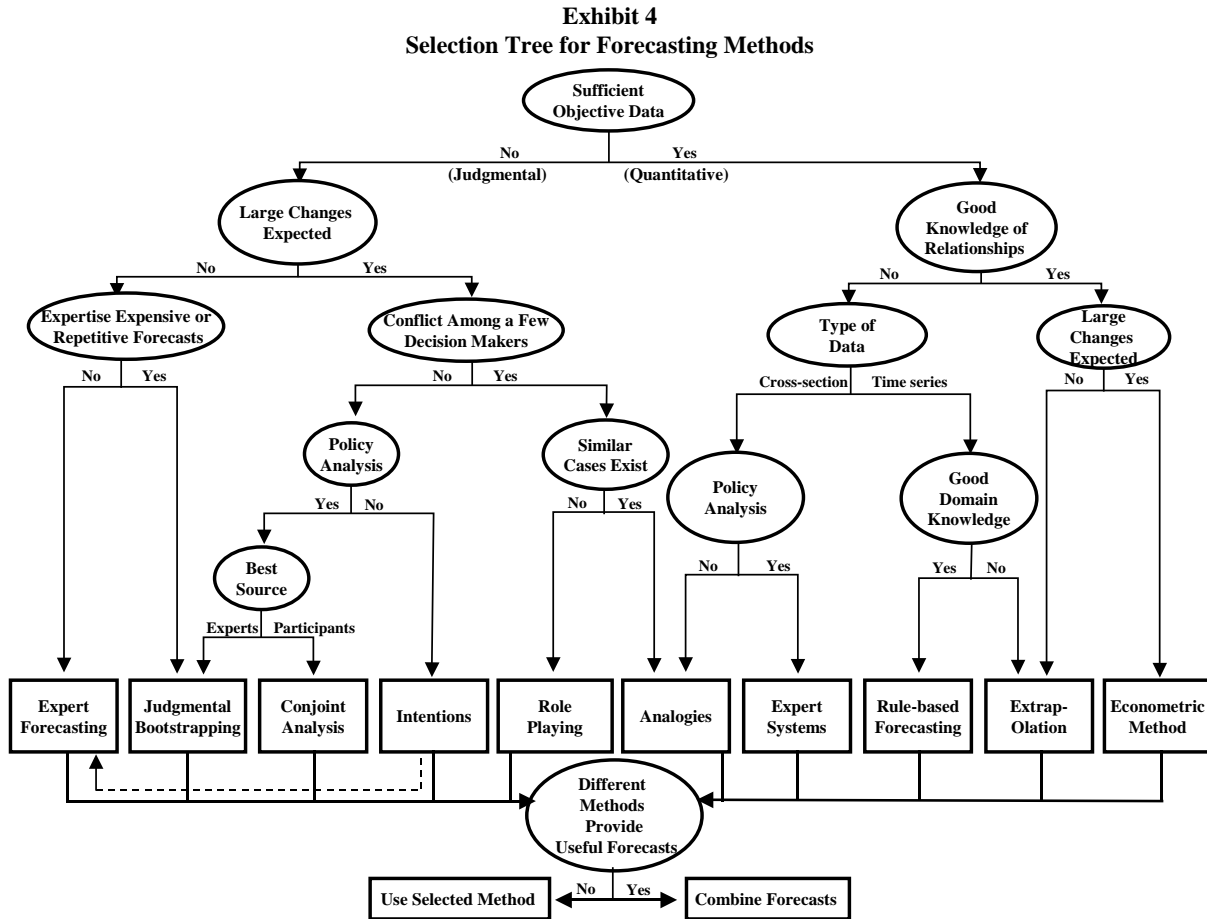 Exhibit 4
Selection Tree for Forecasting Methods
Sufficient
Objective Data
No
Yes
(Judgmental)
(Quantitative)
Large Changes
Expected
Good
Knowledge of
Relationships
No
Yes
No
Yes
Expertise Expensive or
Repetitive Forecasts
Conflict Among a Few
Decision Makers
Type of
Data
Large
Changes
Expected
No
Yes
No
Yes
Cross-section
Time series
No
Yes
Policy
Analysis
Similar
Cases Exist
Policy
Analysis
Good
Domain
Knowledge
Yes
No
No
Yes
Best
Source
No
Yes
Yes
No
Experts
Participants
Expert
Forecasting
Judgmental
Bootstrapping
Conjoint
Analysis
Intentions
Role
Playing
Analogies
Expert
Systems
Rule-based
Forecasting
Extrap-
Olation
Econometric
Method
Different
Methods
Provide
Useful Forecasts
No
Yes
Use Selected Method
Combine Forecasts